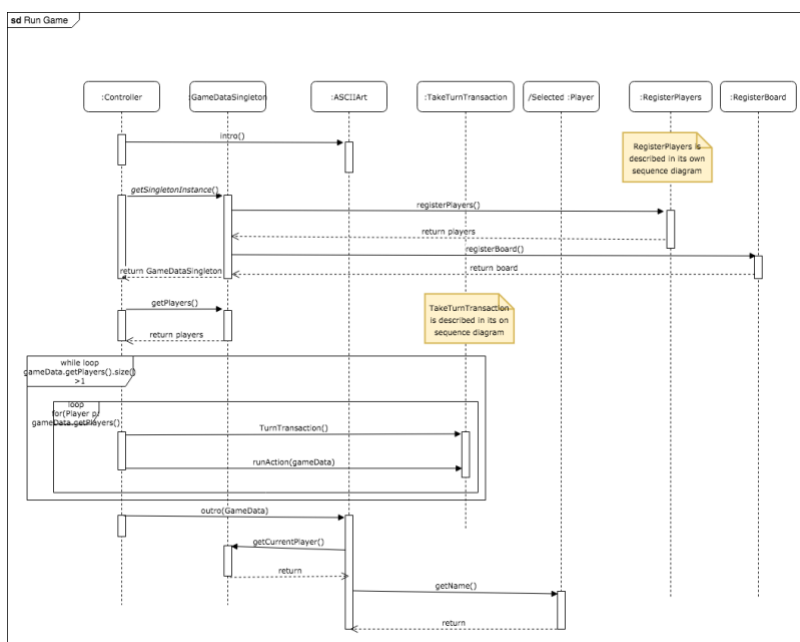 sd Run Game
:Controller
:GameDataSingleton
:ASCIIArt
:TakeTurnTransaction
/Selected :Player
:RegisterPlayers
:RegisterBoard
intro()
RegisterPlayers is
described in its own
sequence diagram
getSingletonInstance()
registerPlayers()
return players
registerBoard()
return GameDataSingleton
return board
getPlayers()
TakeTurnTransaction
is described in its on
sequence diagram
return players
while loop
gameData.getPlayers().size()
>1
loop
for(Player p:
gameData.getPlayers()
TurnTransaction()
runAction(gameData)
outro(GameData)
getCurrentPlayer()
return
getName()
return